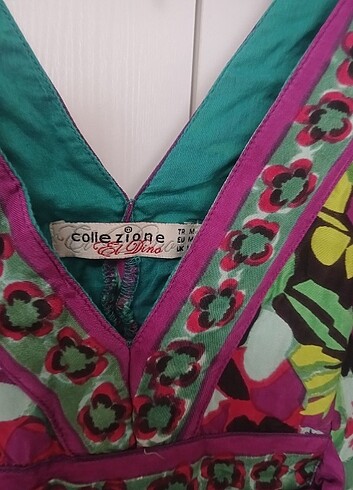 collezione
El Dino
TR M
EU M
UK